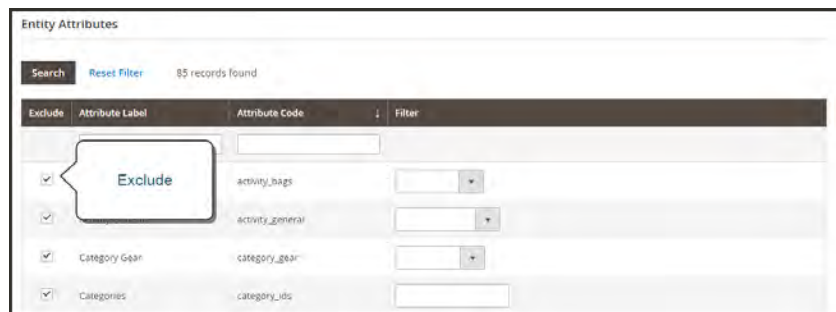 Entity Attributes
Search Reset Filter 85 records found
Exclude Attribute Label Attribute Code ↓ Filter
Exclude
activity_bags
activity_general
Category Gear category_gear
Categories category_ids